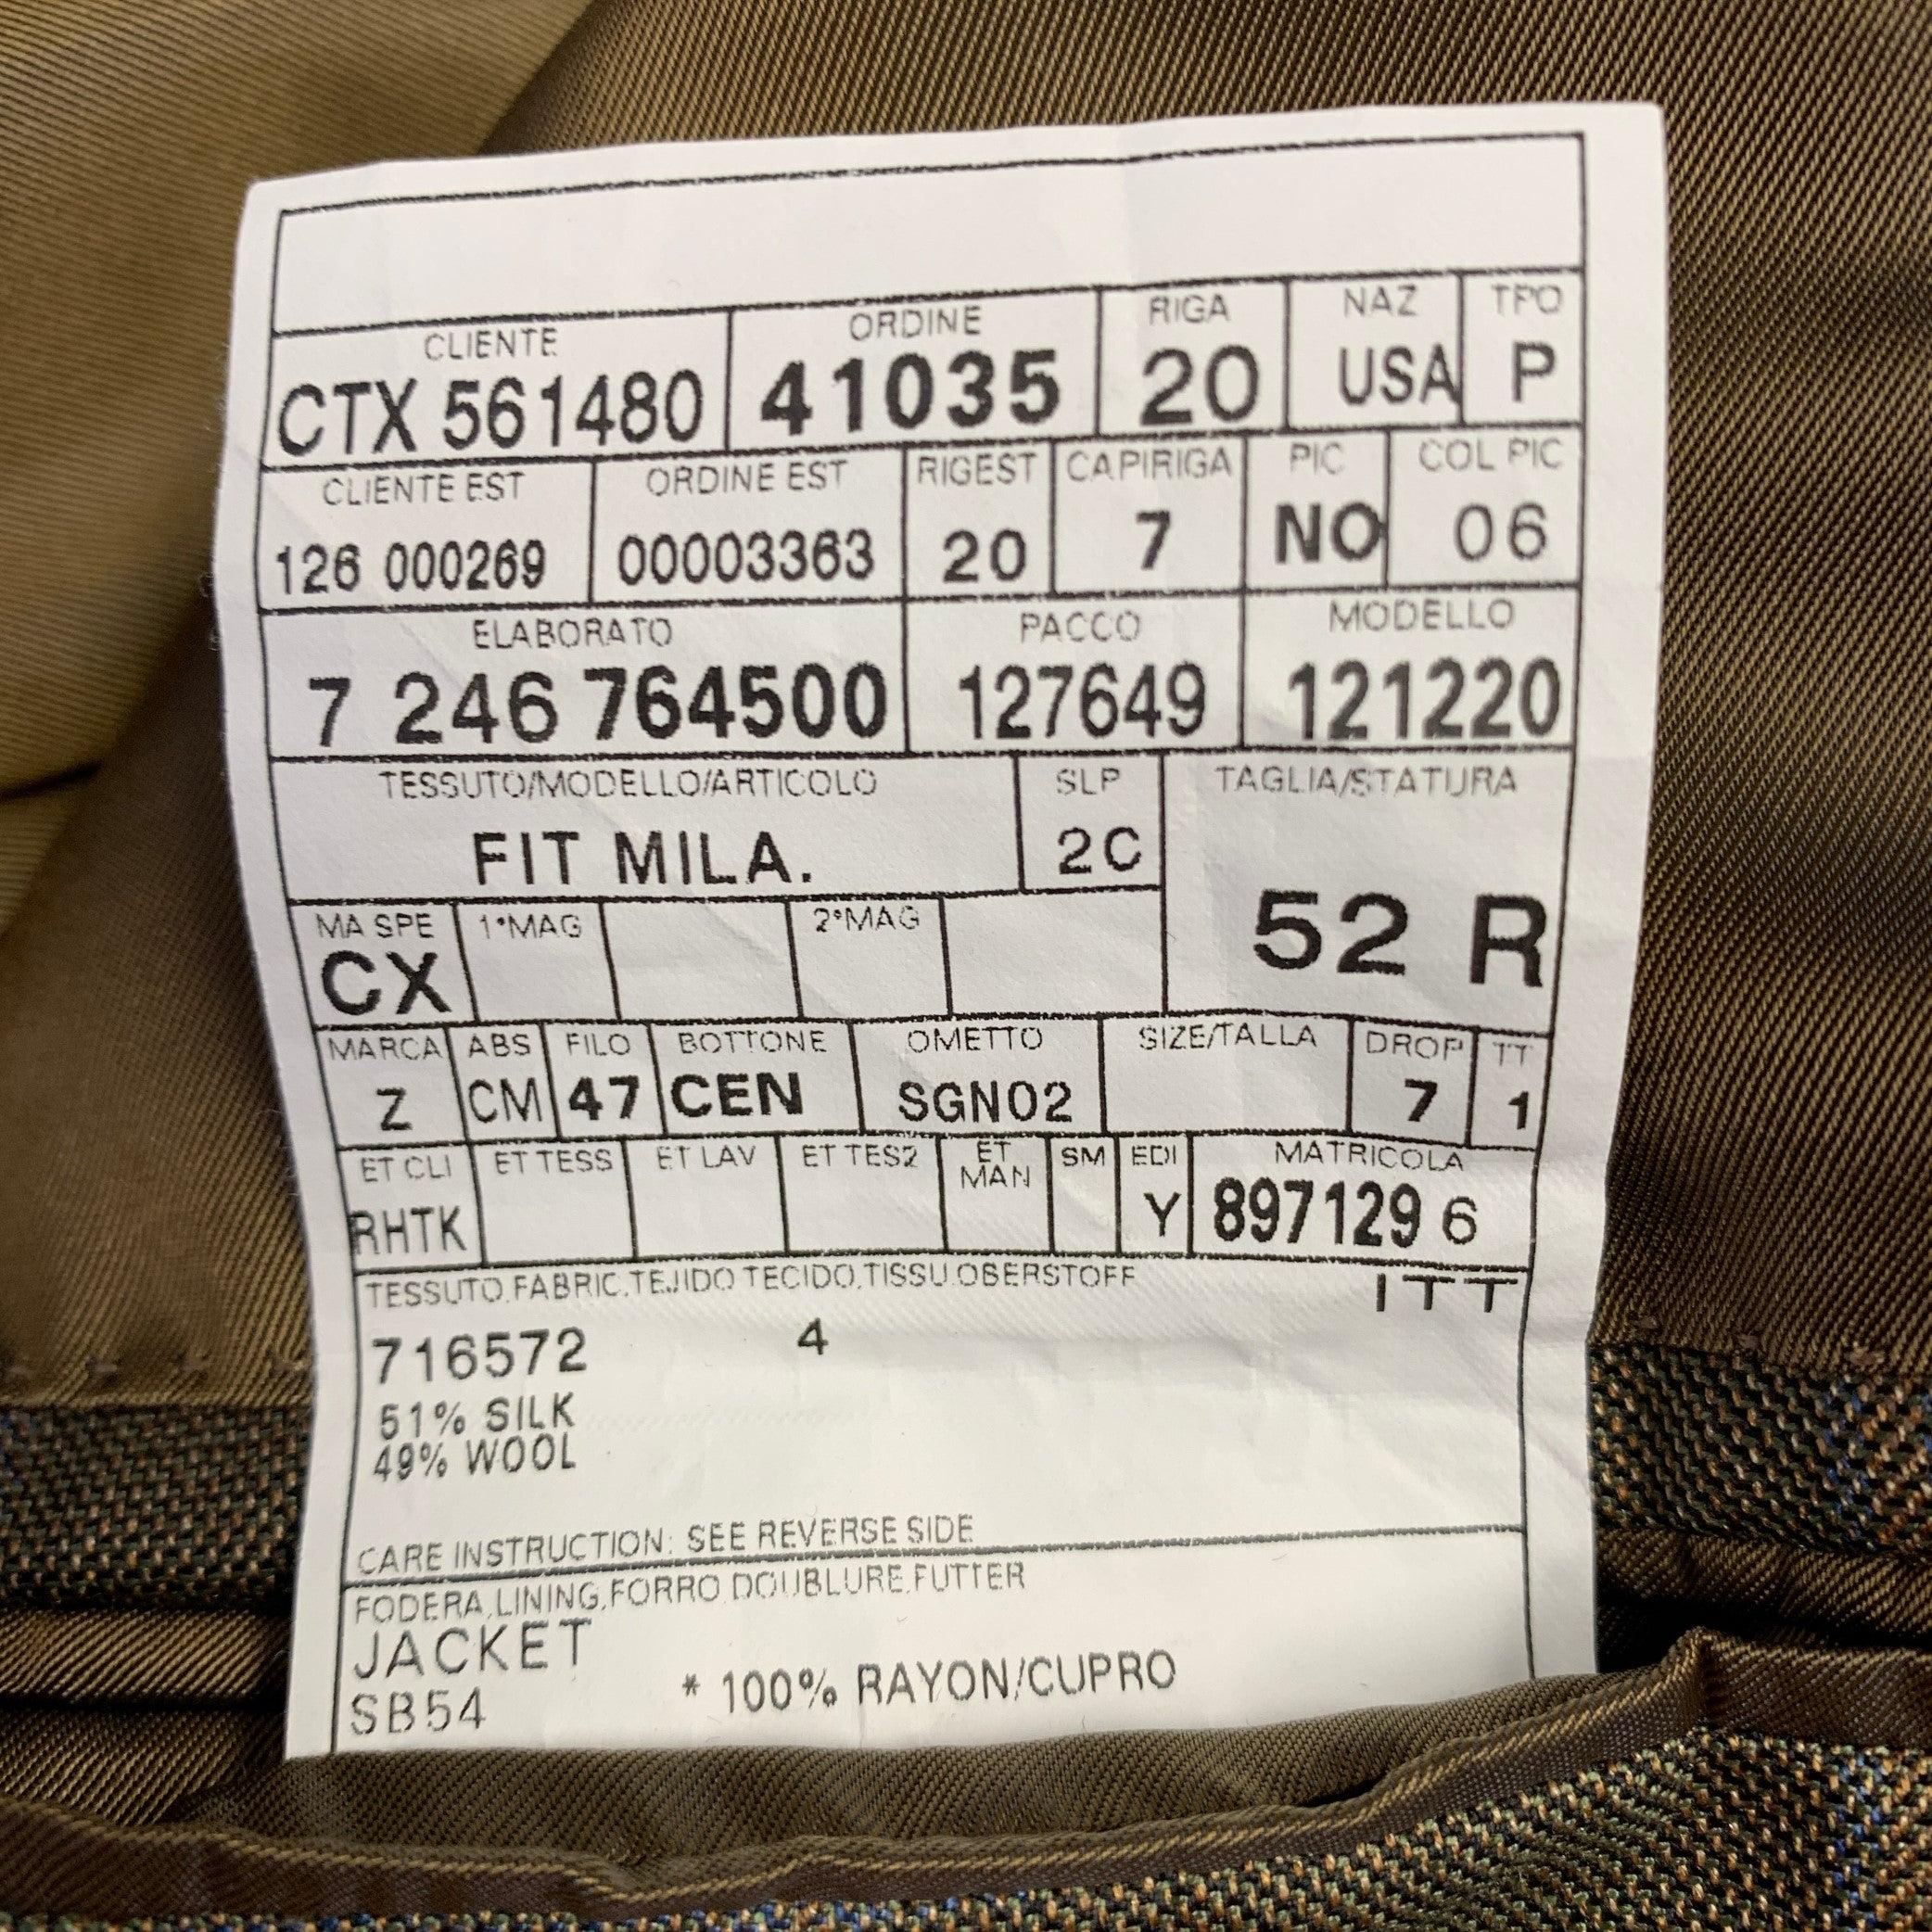 CLIENTE ORDINE RIGA NAZ TPO
CTX 561480 41035 20 USA P
CLIENTE EST ORDINE EST RIGEST CAPIRIGA PIC COL PIC
126 000269 00003363 20 7 NO 06
ELABORATO PACCO MODELLO
7 246 764500 127649 121220
TESSUTO/MODELLO/ARTICOLO SLP TAGLIA/STATURA
FIT MILA. 2C 52 R
MA SPE 1°MAG 2°MAG
CX
MARCA ABS FILO BOTTONE OMETTO SIZE/TALLA DROP TT
Z CM 47 CEN SGN02 7 1
ET CLI ET TESS ET LAV ET TES2 ET MAN SM EDI MATRICOLA
RHTK Y 897129 6
TESSUTO,FABRIC,TEJIDO TECIDO,TISSU,OBERSTOFF ITT
716572 4
51% SILK
49% WOOL
CARE INSTRUCTION: SEE REVERSE SIDE
FODERA,LINING,FORRO DOUBLURE,FUTTER
JACKET
SB54 * 100% RAYON/CUPRO